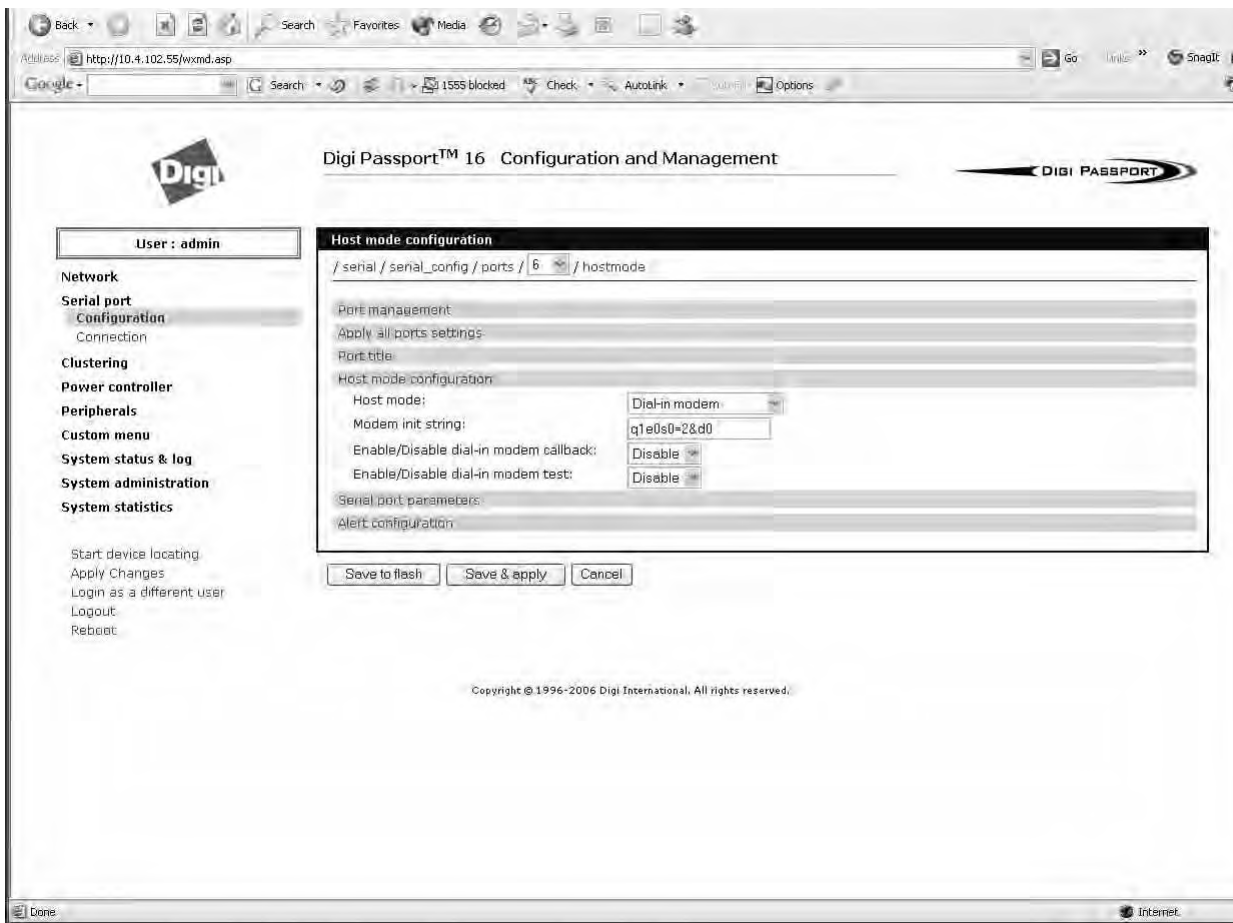 Back Search Favorites Media
Address http://10.4.102.55/wxmd.asp Go Links » SnagIt
Google Search 1555 blocked Check AutoLink Options
Digi
Digi Passport™ 16 Configuration and Management
DIGI PASSPORT
User : admin
Network
Serial port
Configuration
Connection
Clustering
Power controller
Peripherals
Custom menu
System status & log
System administration
System statistics
Start device locating
Apply Changes
Login as a different user
Logout
Reboot
Host mode configuration
/ serial / serial_config / ports / 6 / hostmode
Port management
Apply all ports settings
Port title
Host mode configuration
Host mode: Dial-in modem
Modem init string: q1e0s0=2&d0
Enable/Disable dial-in modem callback: Disable
Enable/Disable dial-in modem test: Disable
Serial port parameters
Alert configuration
Save to flash Save & apply Cancel
Copyright © 1996-2006 Digi International. All rights reserved.
Done Internet